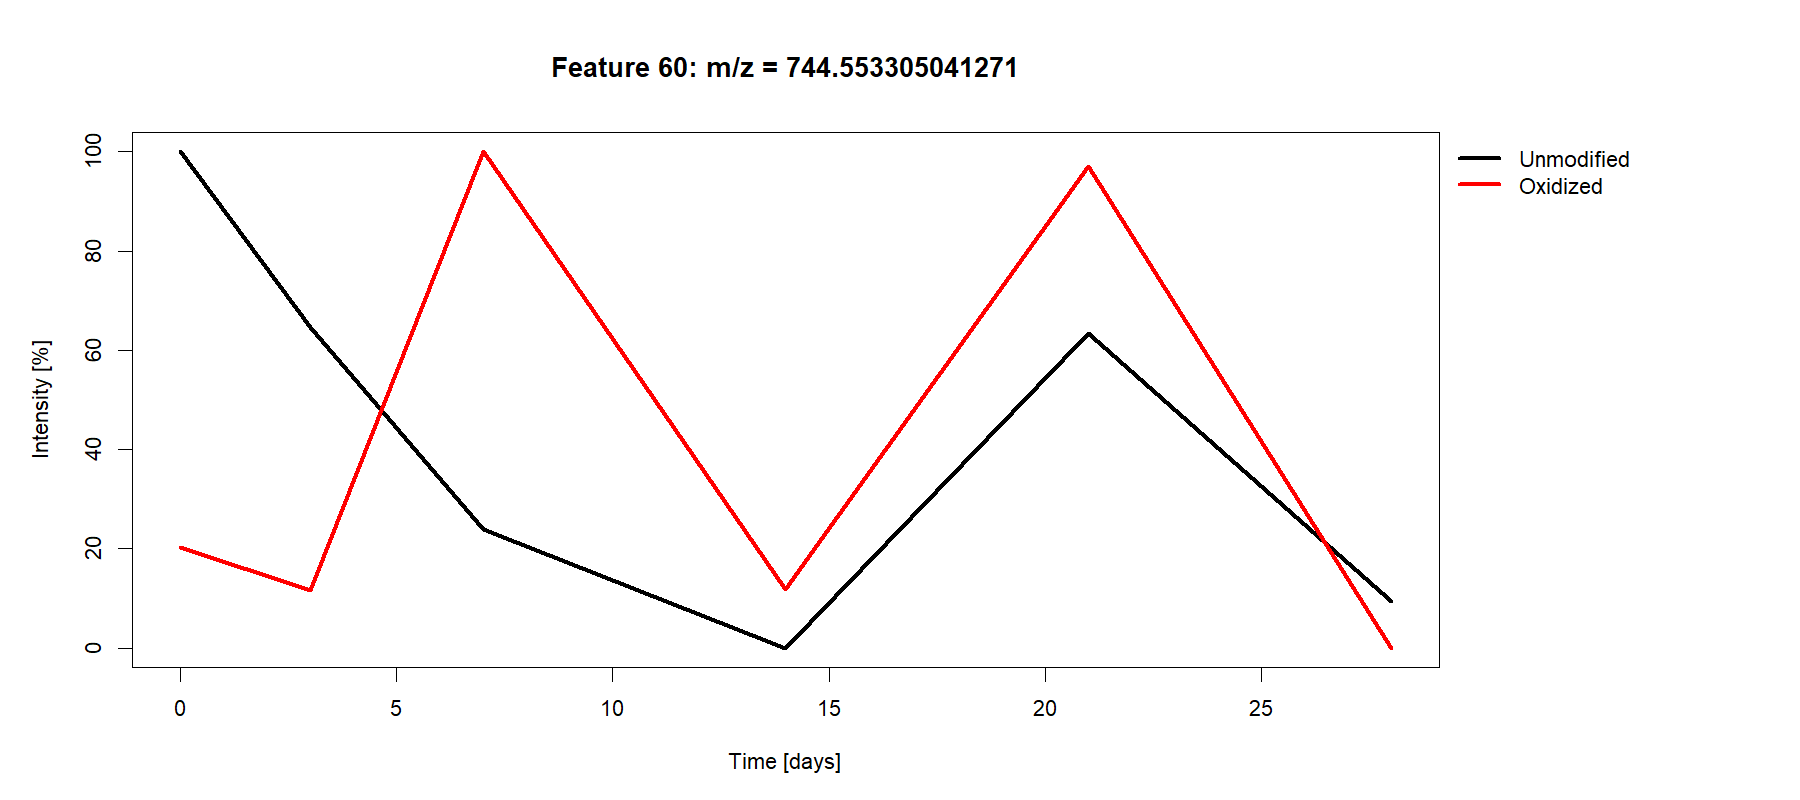 Feature 60: m/z = 744.553305041271
Unmodified
Oxidized
Intensity [%]
100
80
60
40
20
0
0 5 10 15 20 25
Time [days]